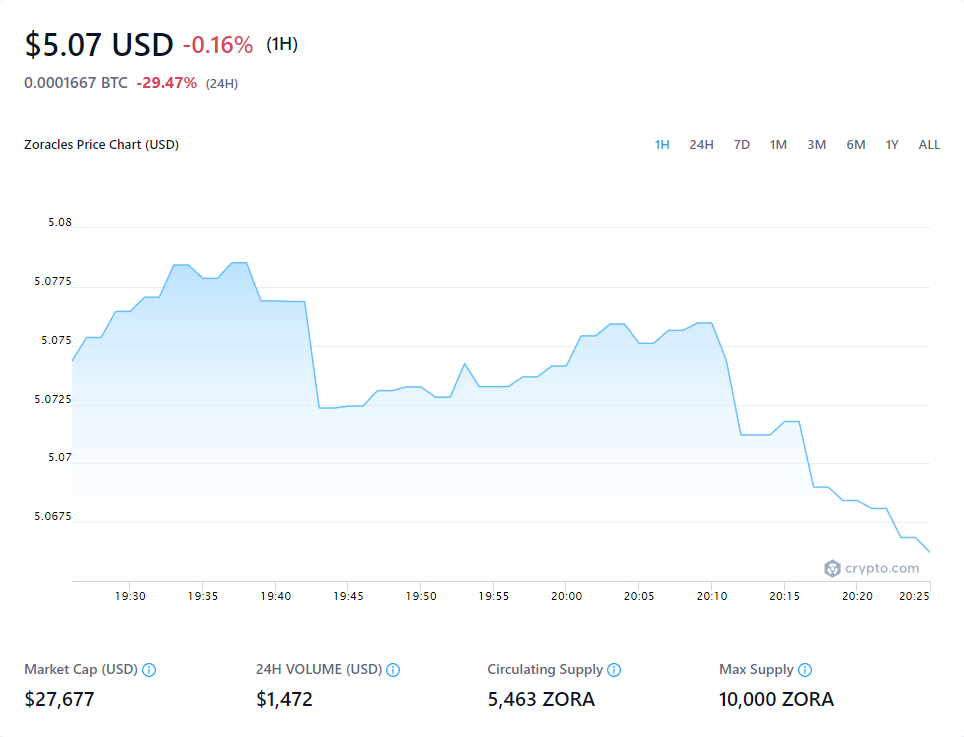 $5.07 USD -0.16% (1H)
0.0001667 BTC -29.47% (24H)
Zoracles Price Chart (USD)
1H 24H 7D 1M 3M 6M 1Y ALL
5.08
5.0775
5.075
5.0725
5.07
5.0675
crypto.com
19:30 19:35 19:40 19:45 19:50 19:55 20:00 20:05 20:10 20:15 20:20 20:25
Market Cap (USD) 24H VOLUME (USD) Circulating Supply Max Supply
$27,677 $1,472 5,463 ZORA 10,000 ZORA